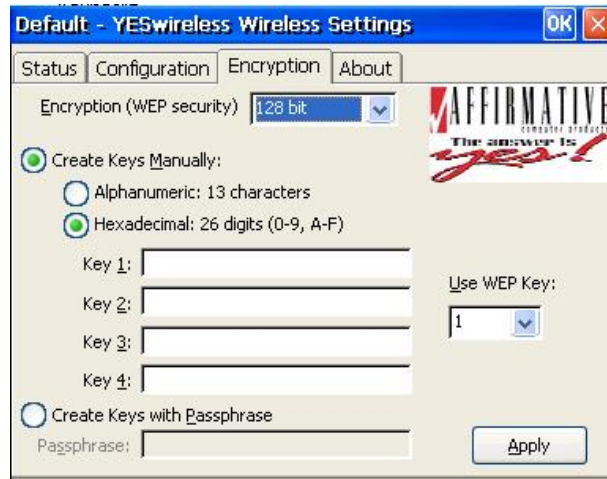 Default - YESwireless Wireless Settings OK
Status Configuration Encryption About
Encryption (WEP security) 128 bit
AFFIRMATIVE
computer products
The answer is
yes!
Create Keys Manually:
Alphanumeric: 13 characters
Hexadecimal: 26 digits (0-9, A-F)
Key 1:
Use WEP Key:
Key 2:
1
Key 3:
Key 4:
Create Keys with Passphrase
Passphrase:
Apply